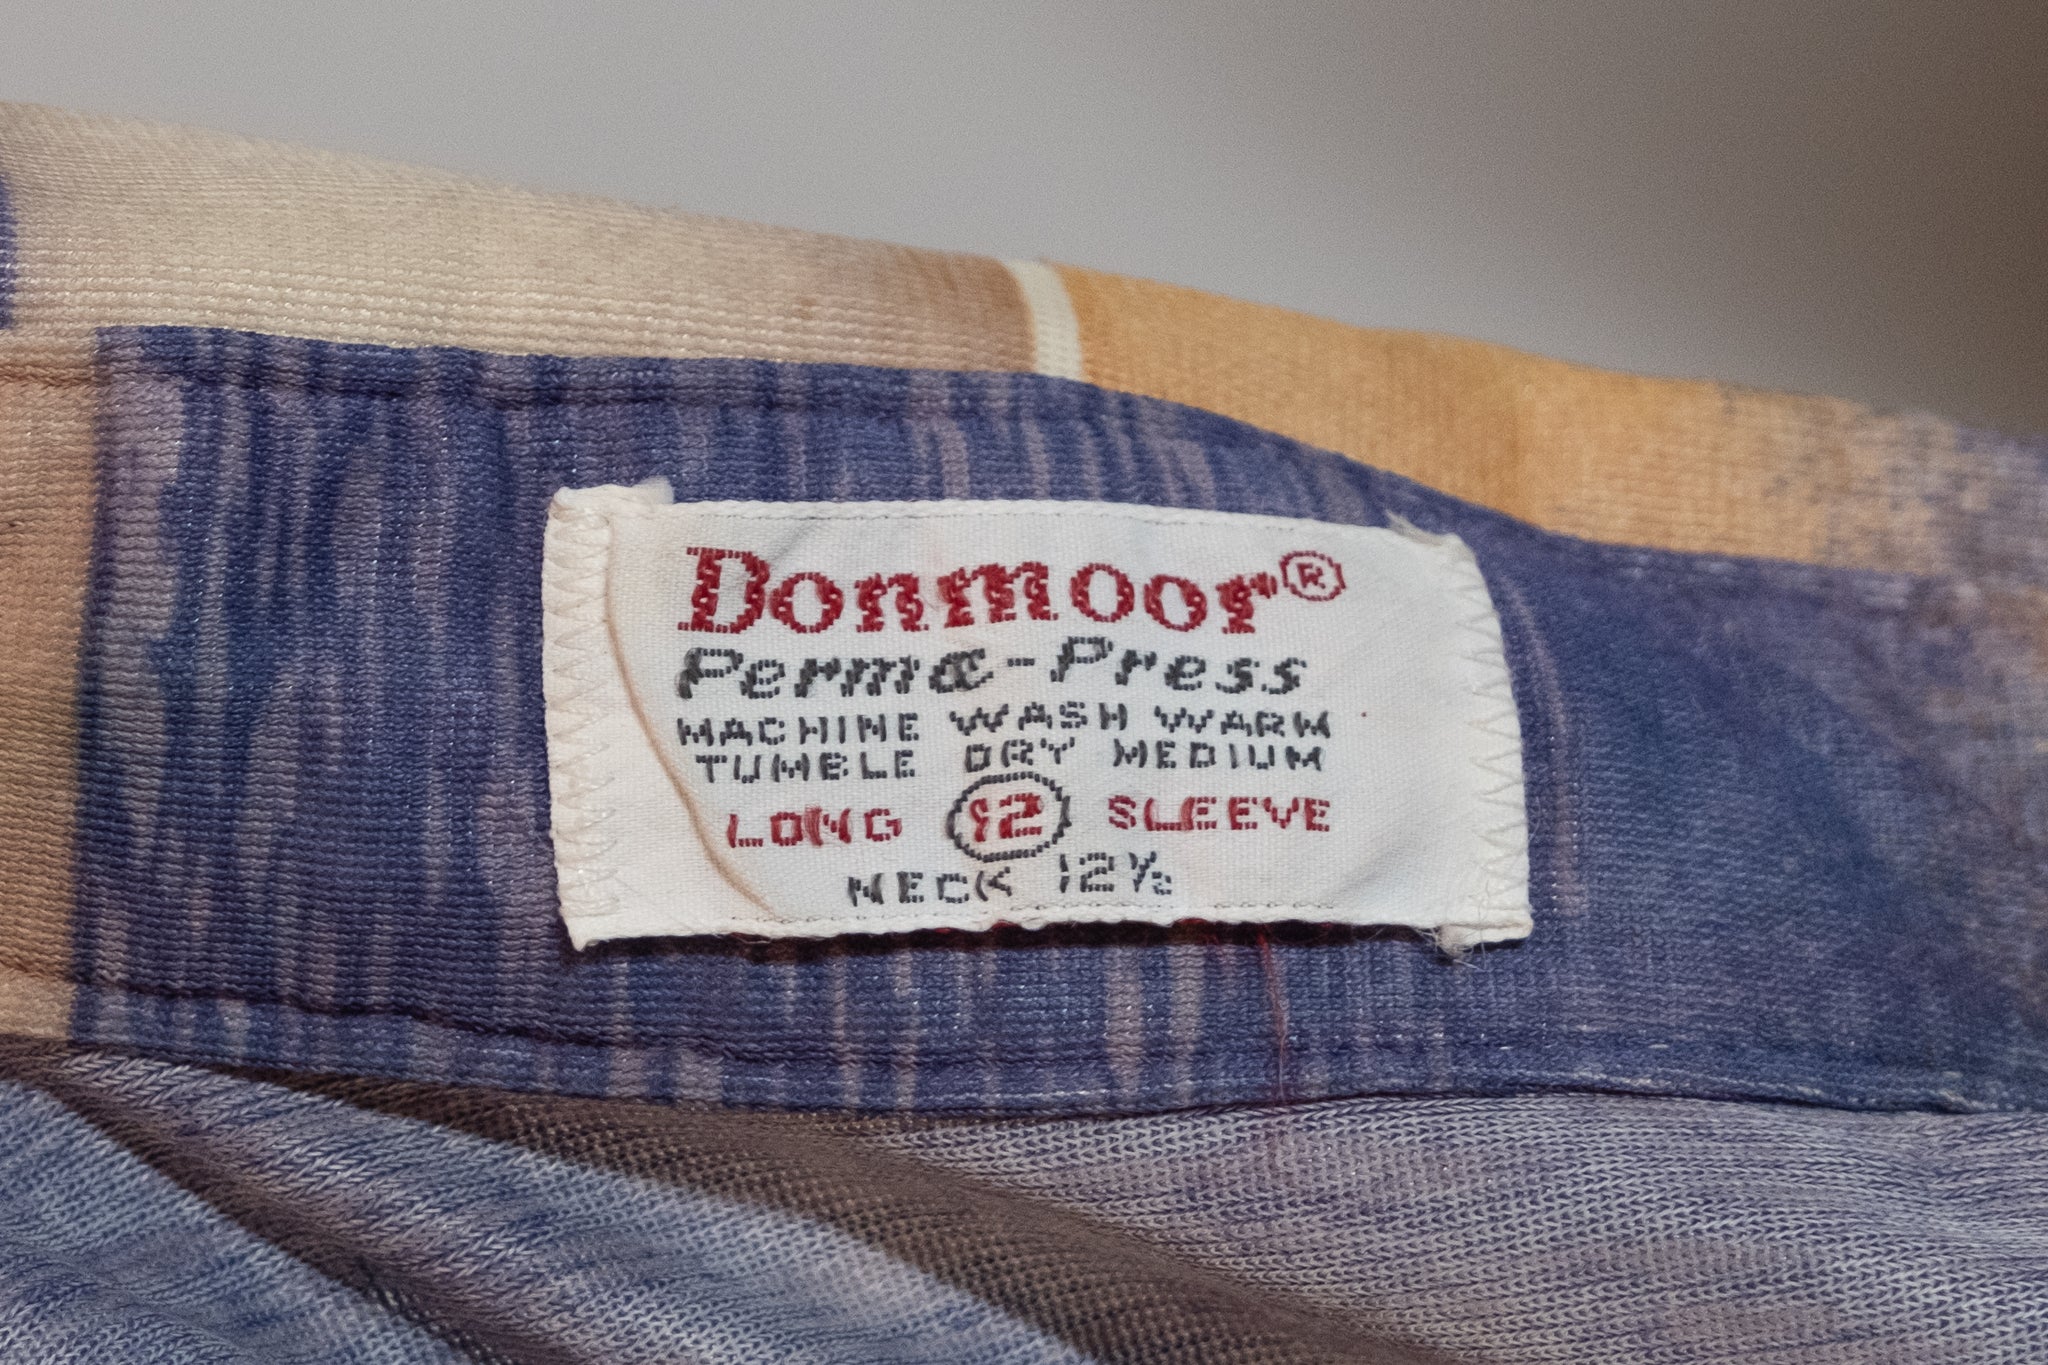 Donmoor®
Perma-Press
MACHINE WASH WARM
TUMBLE DRY MEDIUM
LONG 12 SLEEVE
NECK 12½